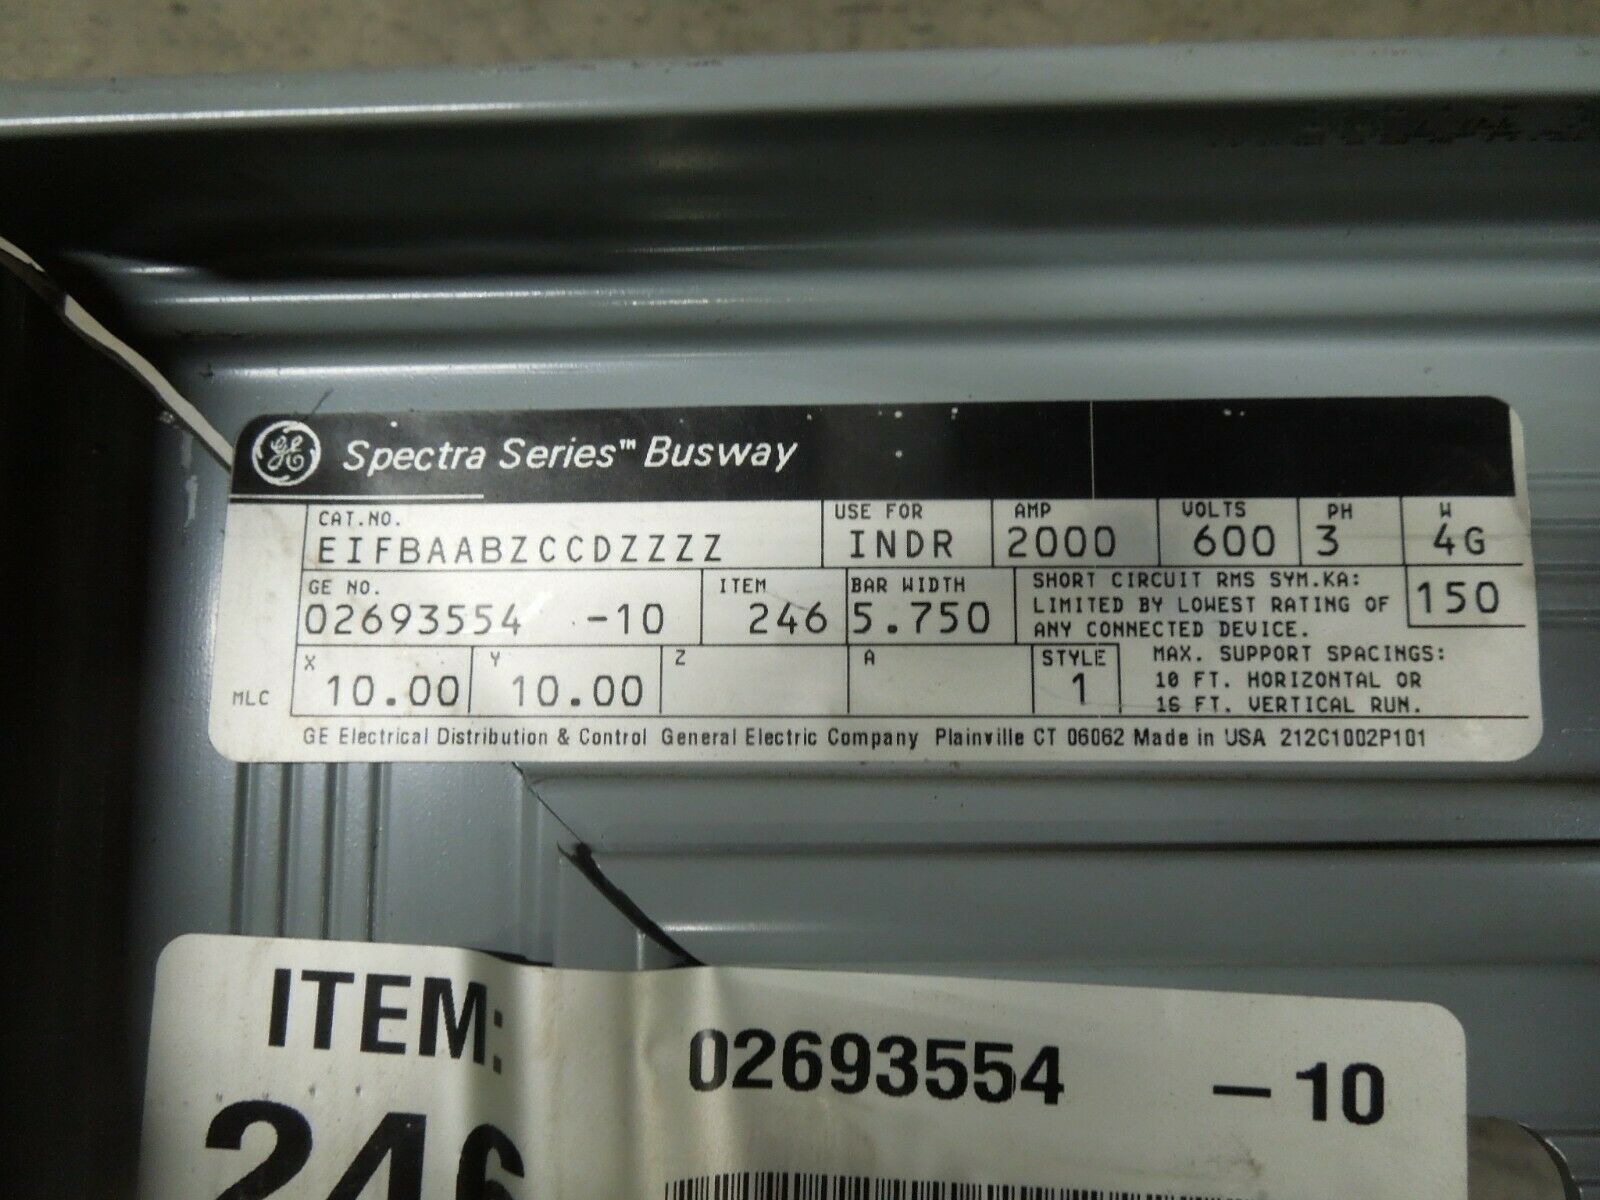 GE Spectra Series™ Busway
CAT.NO. USE FOR AMP VOLTS PH W
EIFBAABZCCDZZZZ INDR 2000 600 3 4G
GE NO. ITEM BAR WIDTH SHORT CIRCUIT RMS SYM.KA:
02693554 -10 246 5.750 LIMITED BY LOWEST RATING OF 150
ANY CONNECTED DEVICE.
X Y Z A STYLE MAX. SUPPORT SPACINGS:
MLC 10.00 10.00 1 10 FT. HORIZONTAL OR
16 FT. VERTICAL RUN.
GE Electrical Distribution & Control General Electric Company Plainville CT 06062 Made in USA 212C1002P101
ITEM: 02693554 -10
246